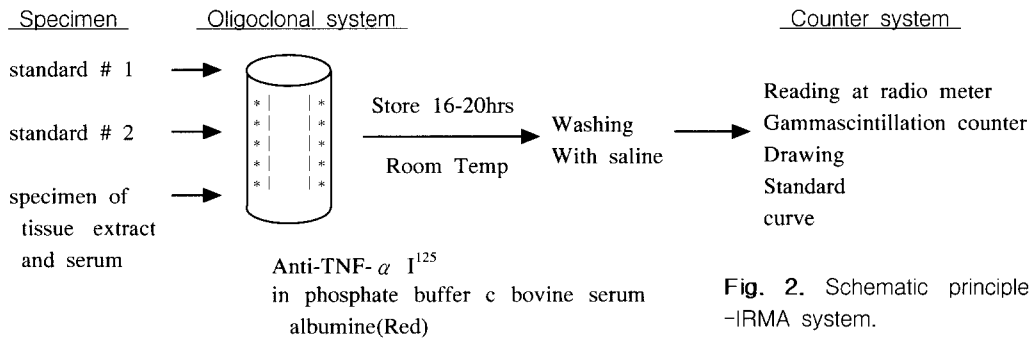 Specimen
Oligoclonal system
Counter system
standard # 1
standard # 2
specimen of
tissue extract
and serum
* | | *
* | | *
* | | *
* | | *
* | | *
Store 16-20hrs
Room Temp
Washing
With saline
Reading at radio meter
Gammascintillation counter
Drawing
Standard
curve
Anti-TNF-α I¹²⁵
in phosphate buffer c bovine serum
albumine(Red)
Fig. 2. Schematic principle
-IRMA system.